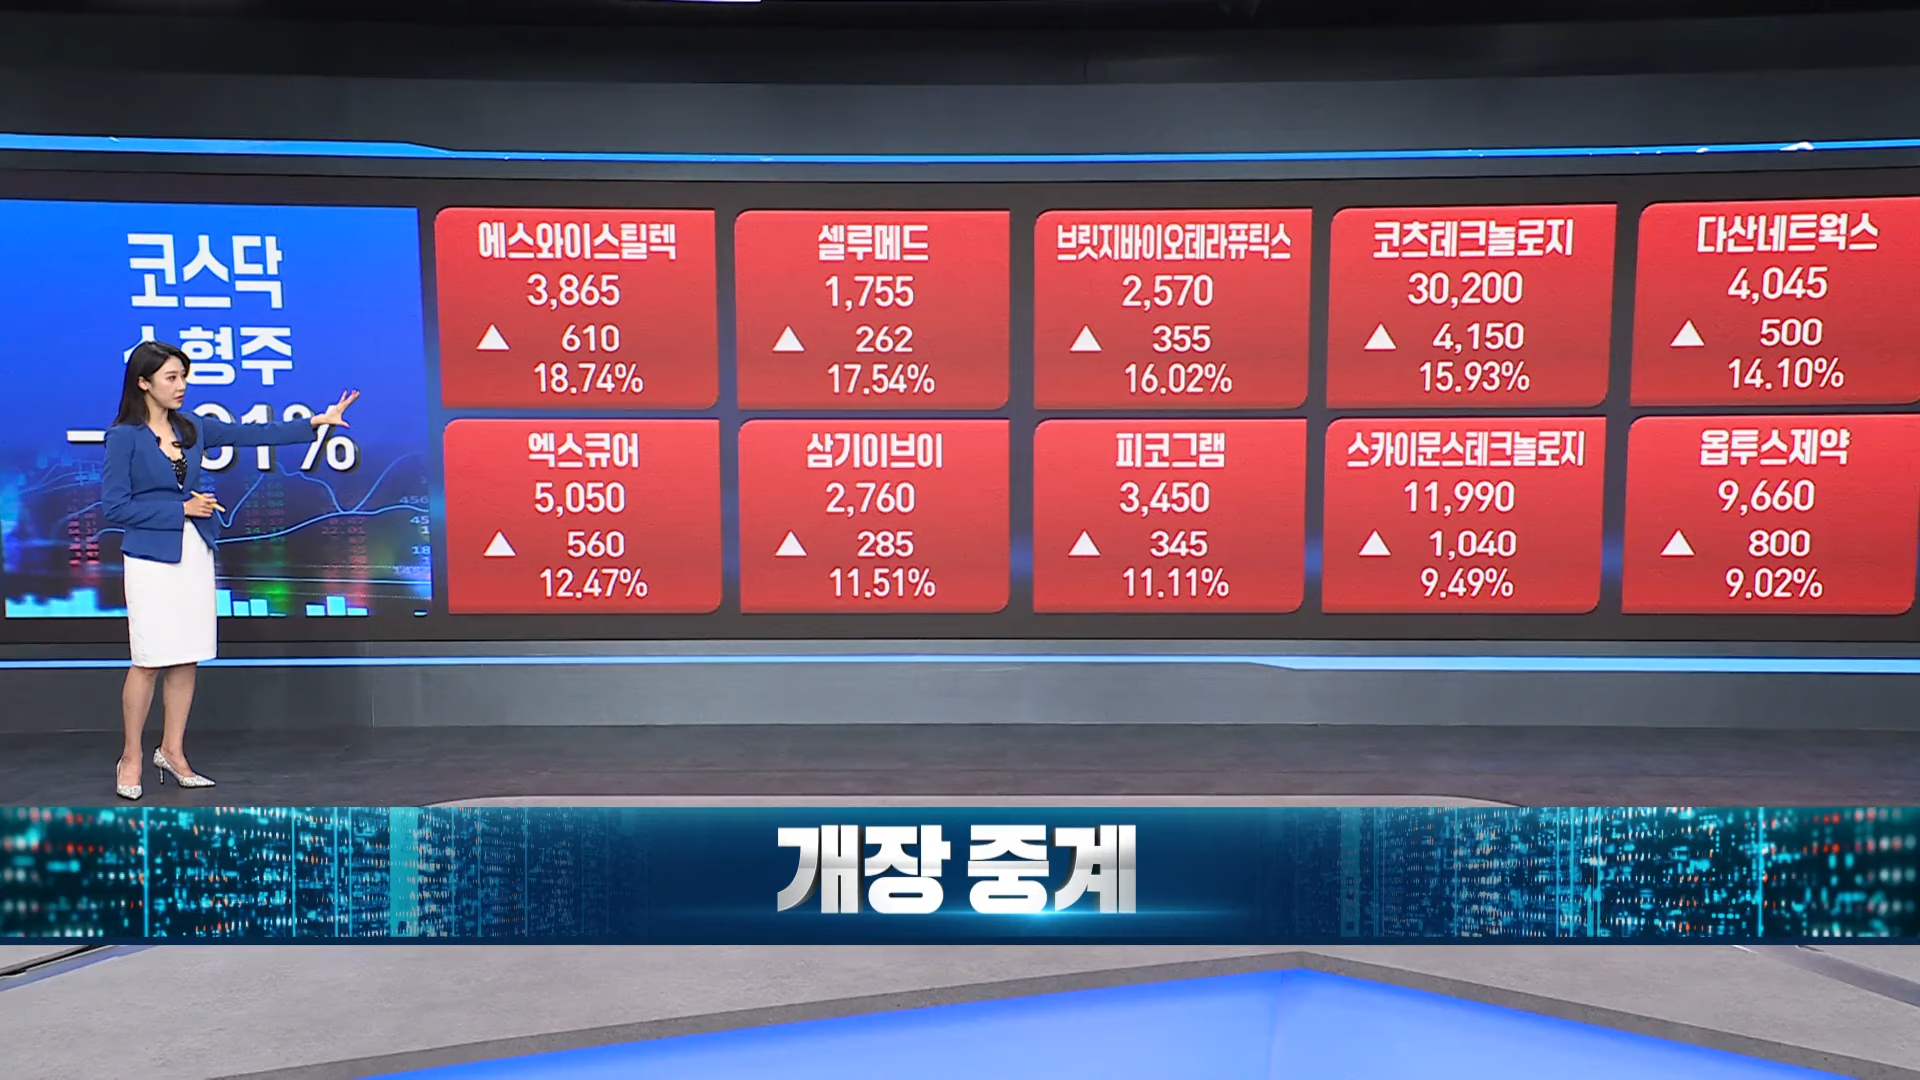 코스닥
형주
에스와이스틸텍
3,865
▲ 610
18.74%
셀루메드
1,755
▲ 262
17.54%
브릿지바이오테라퓨틱스
2,570
▲ 355
16.02%
코츠테크놀로지
30,200
▲ 4,150
15.93%
다산네트웍스
4,045
▲ 500
14.10%
엑스큐어
5,050
▲ 560
12.47%
삼기이브이
2,760
▲ 285
11.51%
피코그램
3,450
▲ 345
11.11%
스카이문스테크놀로지
11,990
▲ 1,040
9.49%
옵투스제약
9,660
▲ 800
9.02%
개장 중계